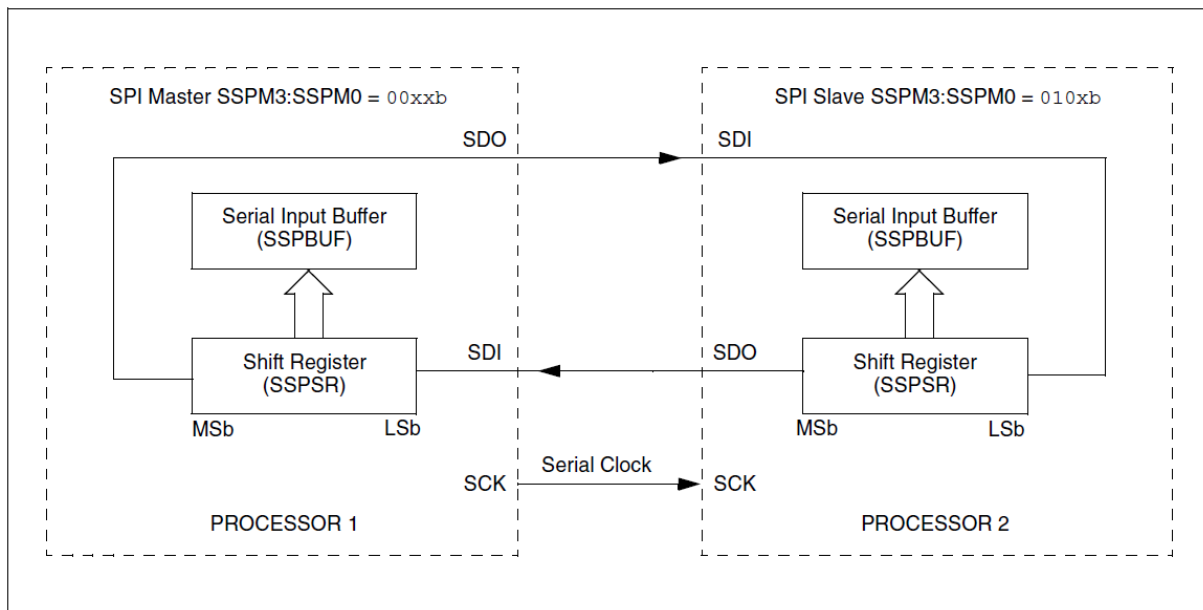 SPI Master SSPM3:SSPM0 = 00xxb
SPI Slave SSPM3:SSPM0 = 010xb
SDO
SDI
Serial Input Buffer
(SSPBUF)
Serial Input Buffer
(SSPBUF)
Shift Register
(SSPSR)
SDI
SDO
Shift Register
(SSPSR)
MSb
LSb
MSb
LSb
SCK
Serial Clock
SCK
PROCESSOR 1
PROCESSOR 2